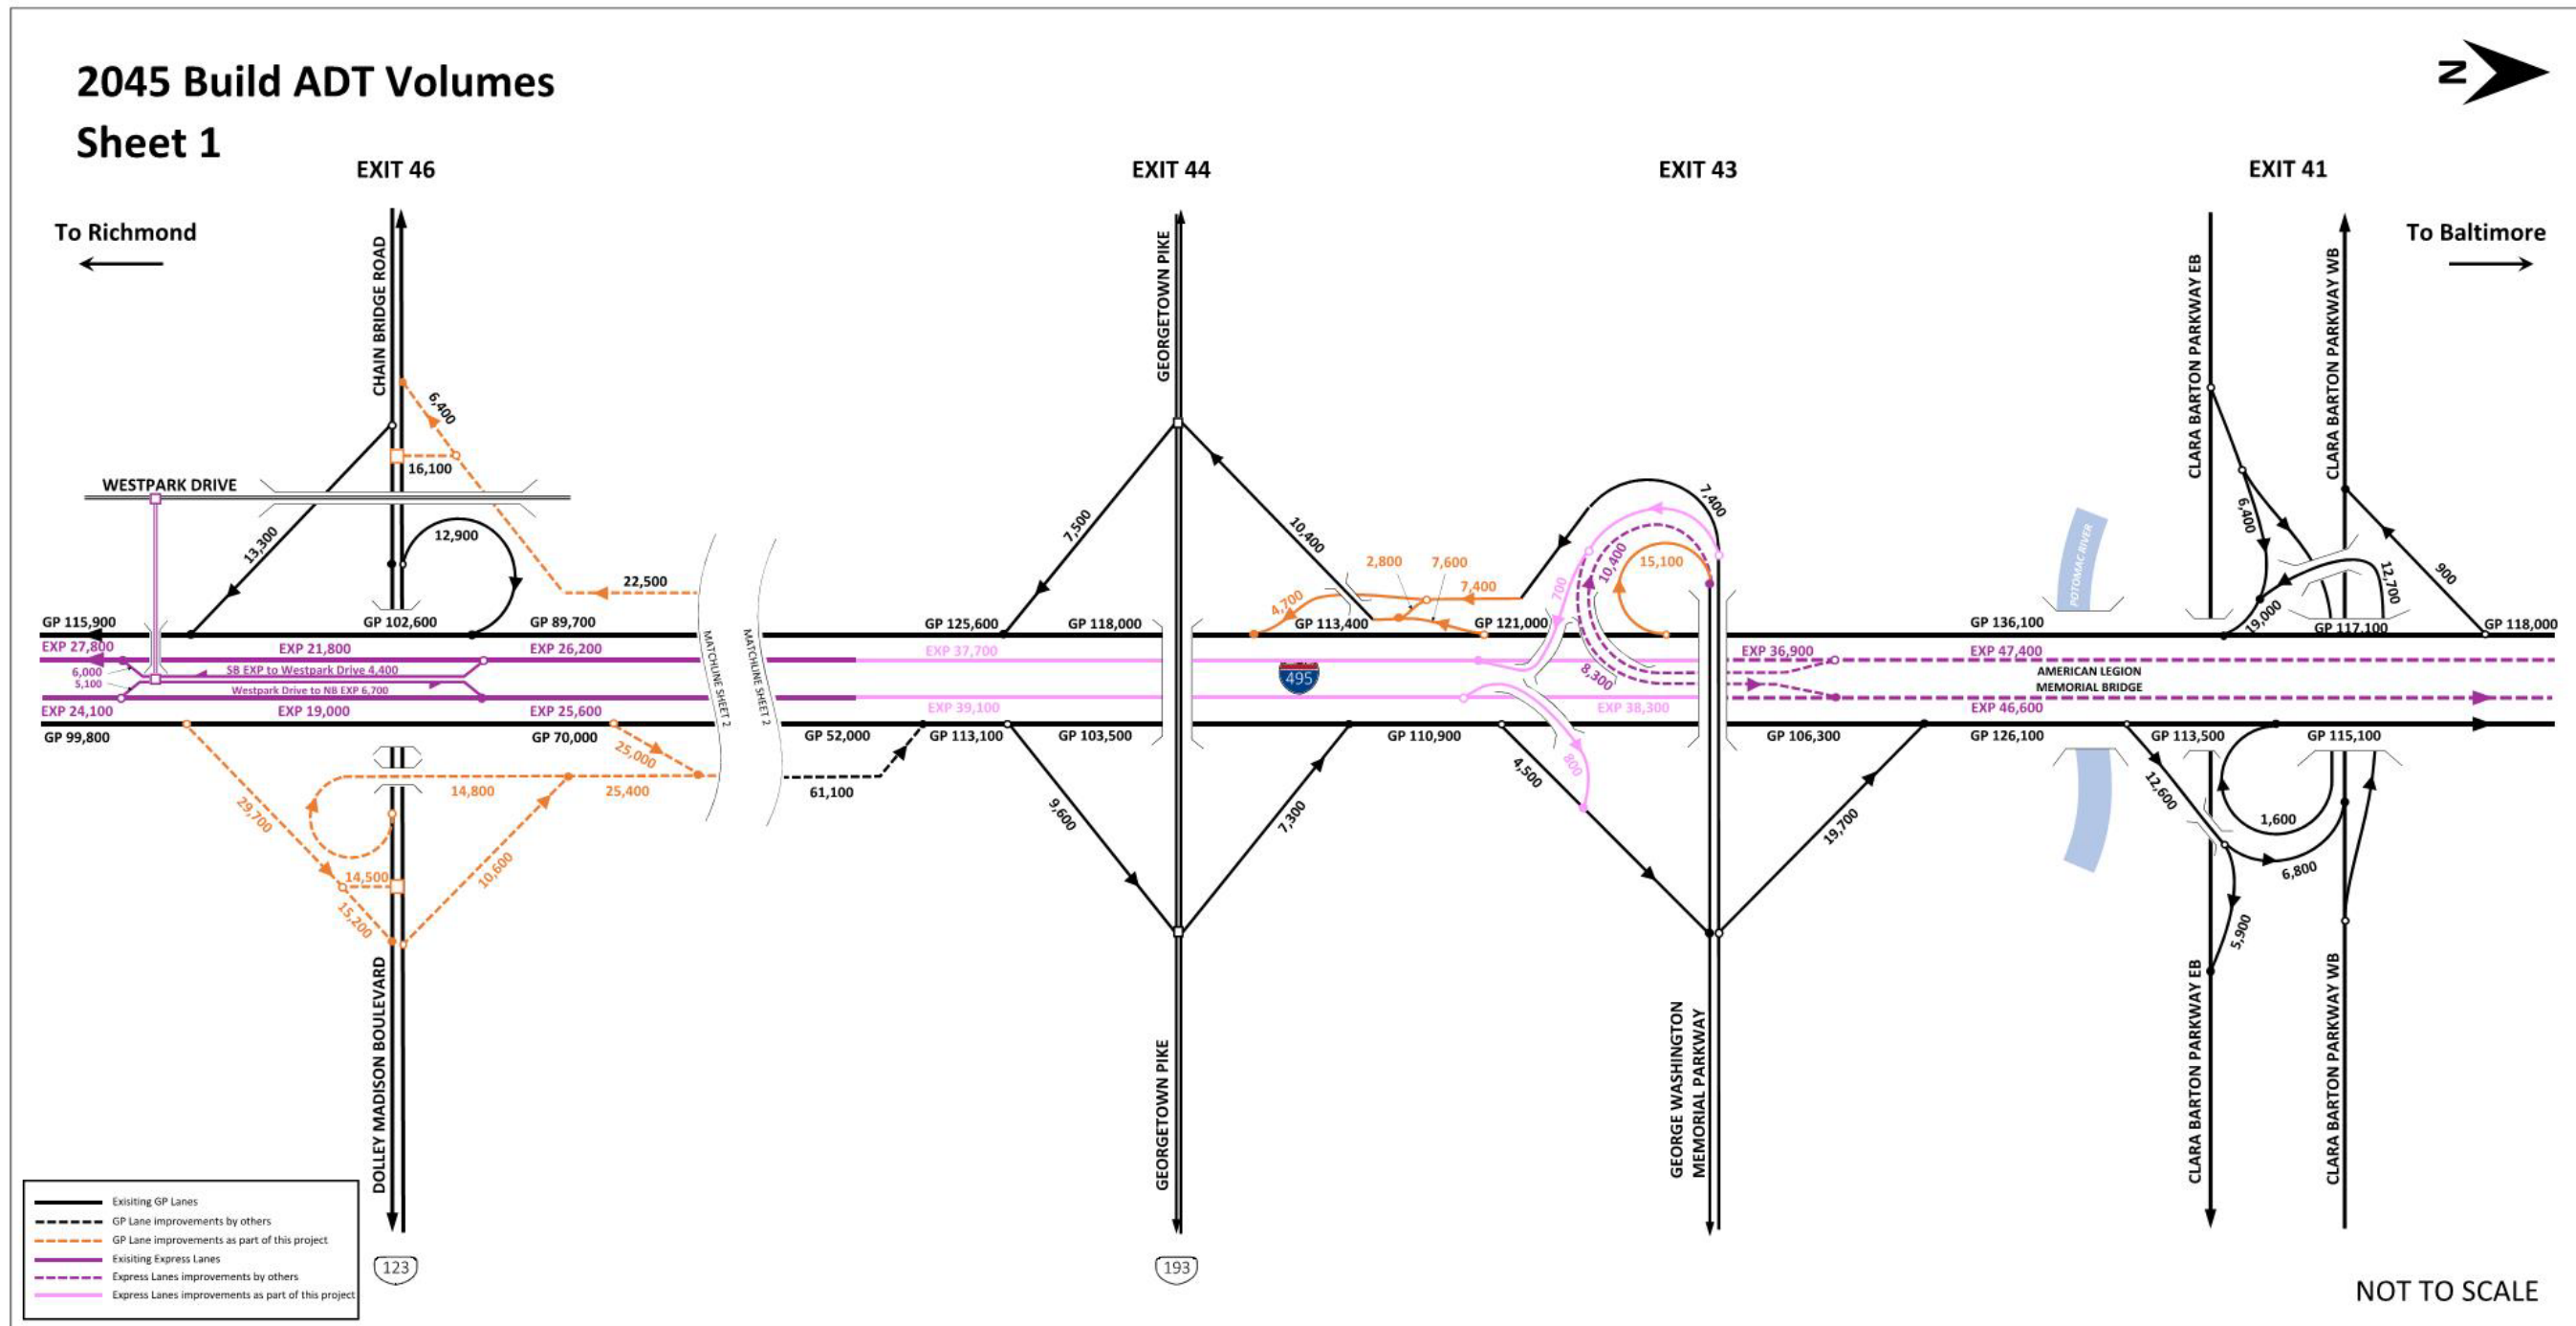 2045 Build ADT Volumes
Sheet 1
N
EXIT 46
EXIT 44
EXIT 43
EXIT 41
To Richmond
To Baltimore
CHAIN BRIDGE ROAD
GEORGETOWN PIKE
CLARA BARTON PARKWAY EB
CLARA BARTON PARKWAY WB
6,400
16,100
WESTPARK DRIVE
13,300
12,900
22,500
7,500
10,400
2,800
7,600
7,400
4,700
7,400
700
10,400
15,100
8,300
POTOMAC RIVER
6,400
12,700
900
19,000
GP 115,900
GP 102,600
GP 89,700
GP 125,600
GP 118,000
GP 113,400
GP 121,000
GP 136,100
GP 117,100
GP 118,000
EXP 27,800
EXP 21,800
EXP 26,200
EXP 37,700
EXP 36,900
EXP 47,400
6,000
5,100
SB EXP to Westpark Drive 4,400
Westpark Drive to NB EXP 6,700
MATCHLINE SHEET 2
MATCHLINE SHEET 2
495
AMERICAN LEGION
MEMORIAL BRIDGE
EXP 24,100
EXP 19,000
EXP 25,600
EXP 39,100
EXP 38,300
EXP 46,600
GP 99,800
GP 70,000
GP 52,000
GP 113,100
GP 103,500
GP 110,900
GP 106,300
GP 126,100
GP 113,500
GP 115,100
25,000
29,700
14,800
25,400
61,100
14,500
15,200
10,600
9,600
7,300
800
4,500
19,700
12,600
1,600
6,800
5,900
DOLLEY MADISON BOULEVARD
GEORGETOWN PIKE
GEORGE WASHINGTON
MEMORIAL PARKWAY
CLARA BARTON PARKWAY EB
CLARA BARTON PARKWAY WB
Exisiting GP Lanes
GP Lane improvements by others
GP Lane improvements as part of this project
Exisiting Express Lanes
Express Lanes improvements by others
Express Lanes improvements as part of this project
123
193
NOT TO SCALE